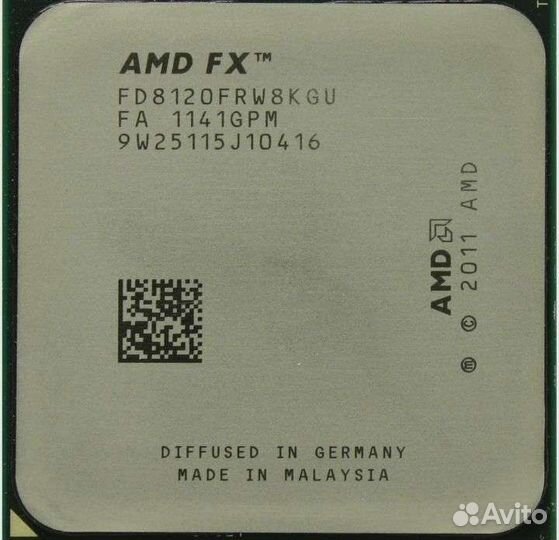 AMD FX™
FD8120FRW8KGU
FA 1141GPM
9W25115J10416
AMD
ⓜ © 2011 AMD
DIFFUSED IN GERMANY
MADE IN MALAYSIA
Avito